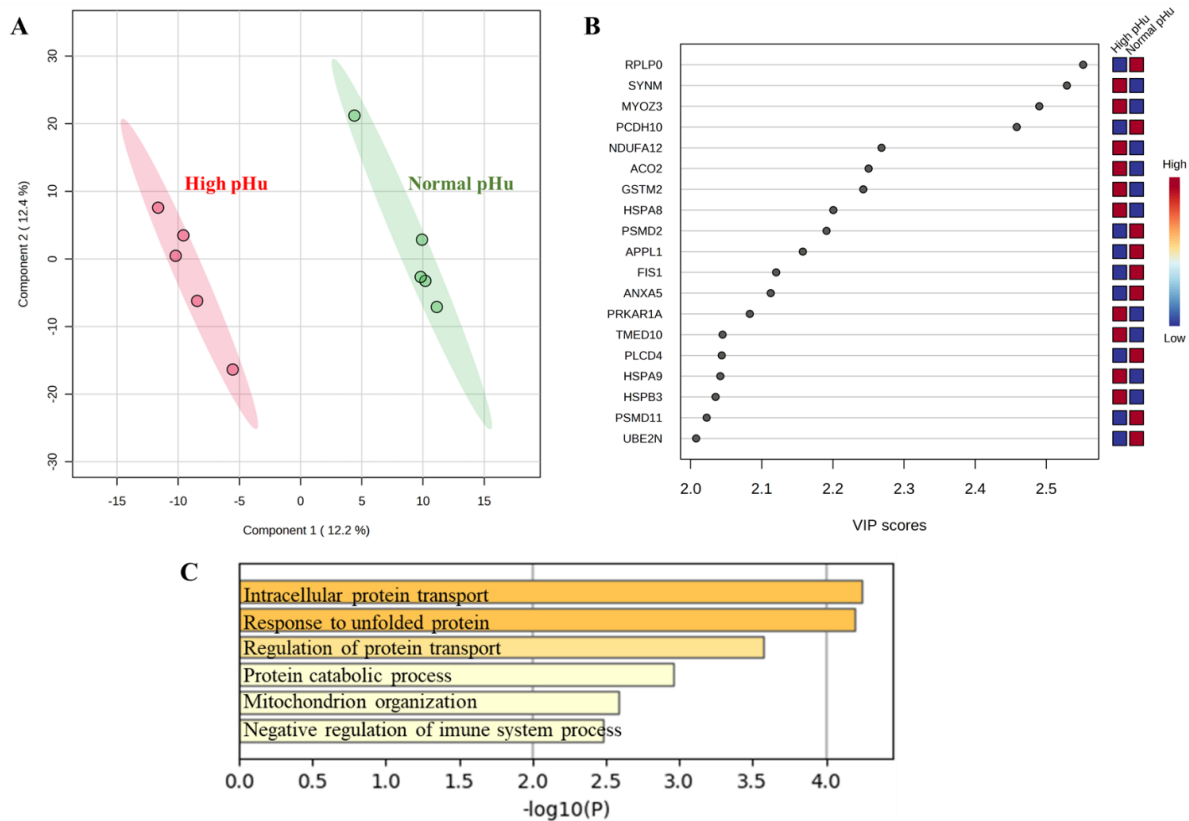 A
30
20
10
0
-10
-20
-30
Component 2 ( 12.4 %)
High pHu
Normal pHu
-15
-10
-5
0
5
10
15
Component 1 ( 12.2 %)
B
High pHu
Normal pHu
RPLP0
SYNM
MYOZ3
PCDH10
NDUFA12
ACO2
GSTM2
HSPA8
PSMD2
APPL1
FIS1
ANXA5
PRKAR1A
TMED10
PLCD4
HSPA9
HSPB3
PSMD11
UBE2N
2.0
2.1
2.2
2.3
2.4
2.5
VIP scores
High
Low
C
Intracellular protein transport
Response to unfolded protein
Regulation of protein transport
Protein catabolic process
Mitochondrion organization
Negative regulation of imune system process
0.0
0.5
1.0
1.5
2.0
2.5
3.0
3.5
4.0
-log10(P)